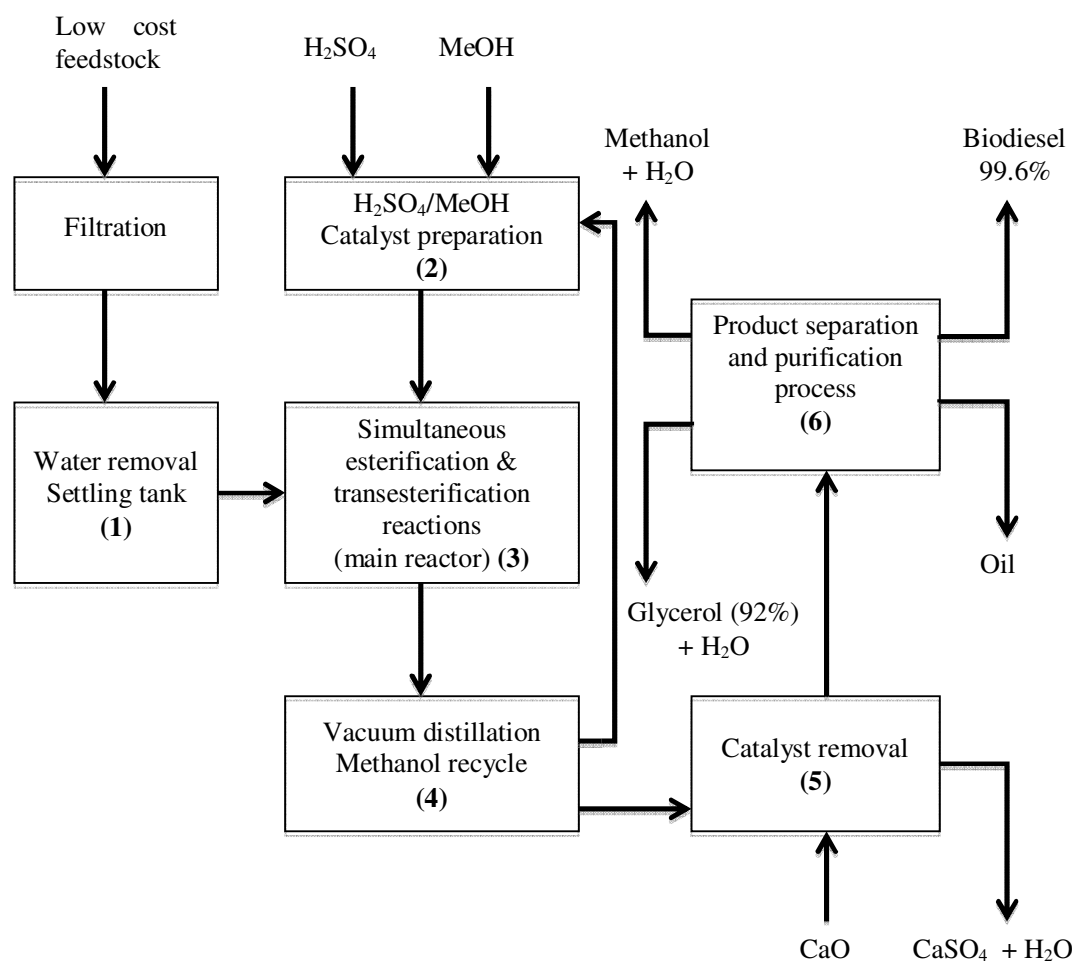 Low cost
feedstock
H₂SO₄
MeOH
Methanol
+ H₂O
Biodiesel
99.6%
Filtration
H₂SO₄/MeOH
Catalyst preparation
(2)
Product separation
and purification
process
(6)
Water removal
Settling tank
(1)
Simultaneous
esterification &
transesterification
reactions
(main reactor) (3)
Oil
Glycerol (92%)
+ H₂O
Vacuum distillation
Methanol recycle
(4)
Catalyst removal
(5)
CaO
CaSO₄ + H₂O